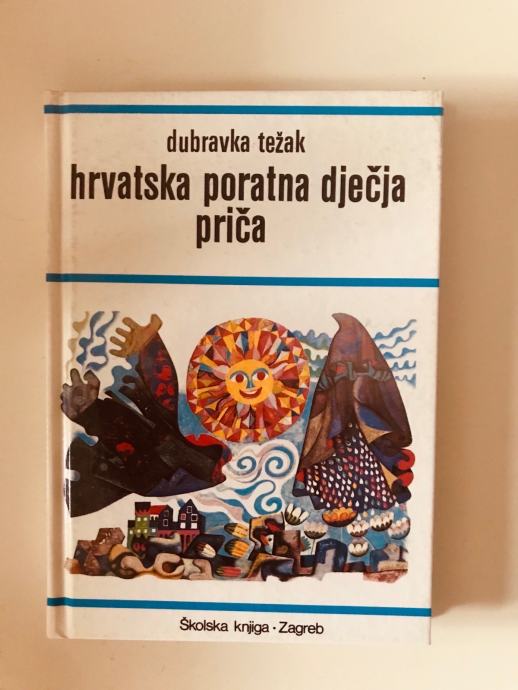 dubravka težak
hrvatska poratna dječja
priča
Školska knjiga · Zagreb